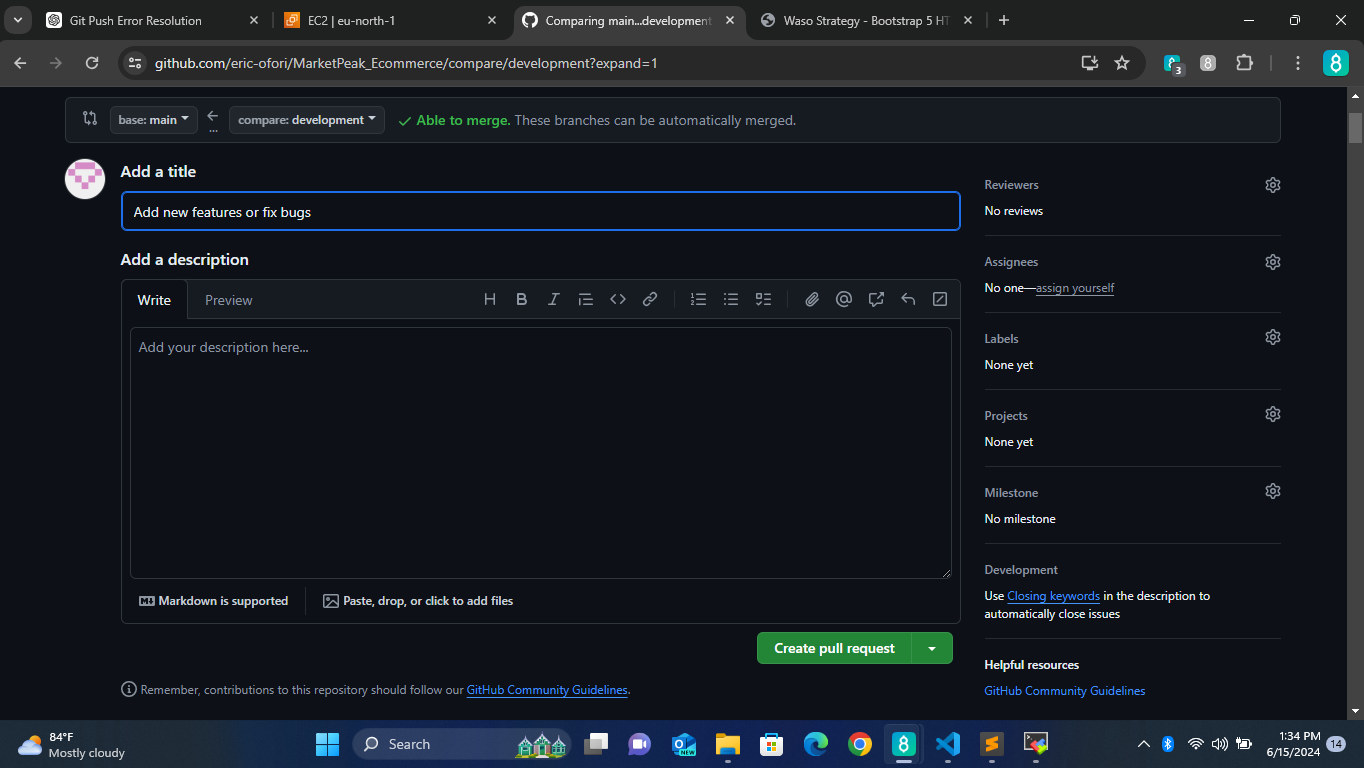 Git Push Error Resolution
EC2 | eu-north-1
Comparing main...development
Waso Strategy - Bootstrap 5 HT
github.com/eric-ofori/MarketPeak_Ecommerce/compare/development?expand=1
3
base: main
...
compare: development
Able to merge. These branches can be automatically merged.
Add a title
Add new features or fix bugs
Add a description
Write
Preview
Add your description here...
Markdown is supported
Paste, drop, or click to add files
Create pull request
Remember, contributions to this repository should follow our GitHub Community Guidelines.
Reviewers
No reviews
Assignees
No one—assign yourself
Labels
None yet
Projects
None yet
Milestone
No milestone
Development
Use Closing keywords in the description to
automatically close issues
Helpful resources
GitHub Community Guidelines
84°F
Mostly cloudy
Search
NEW
1:34 PM
6/15/2024
14